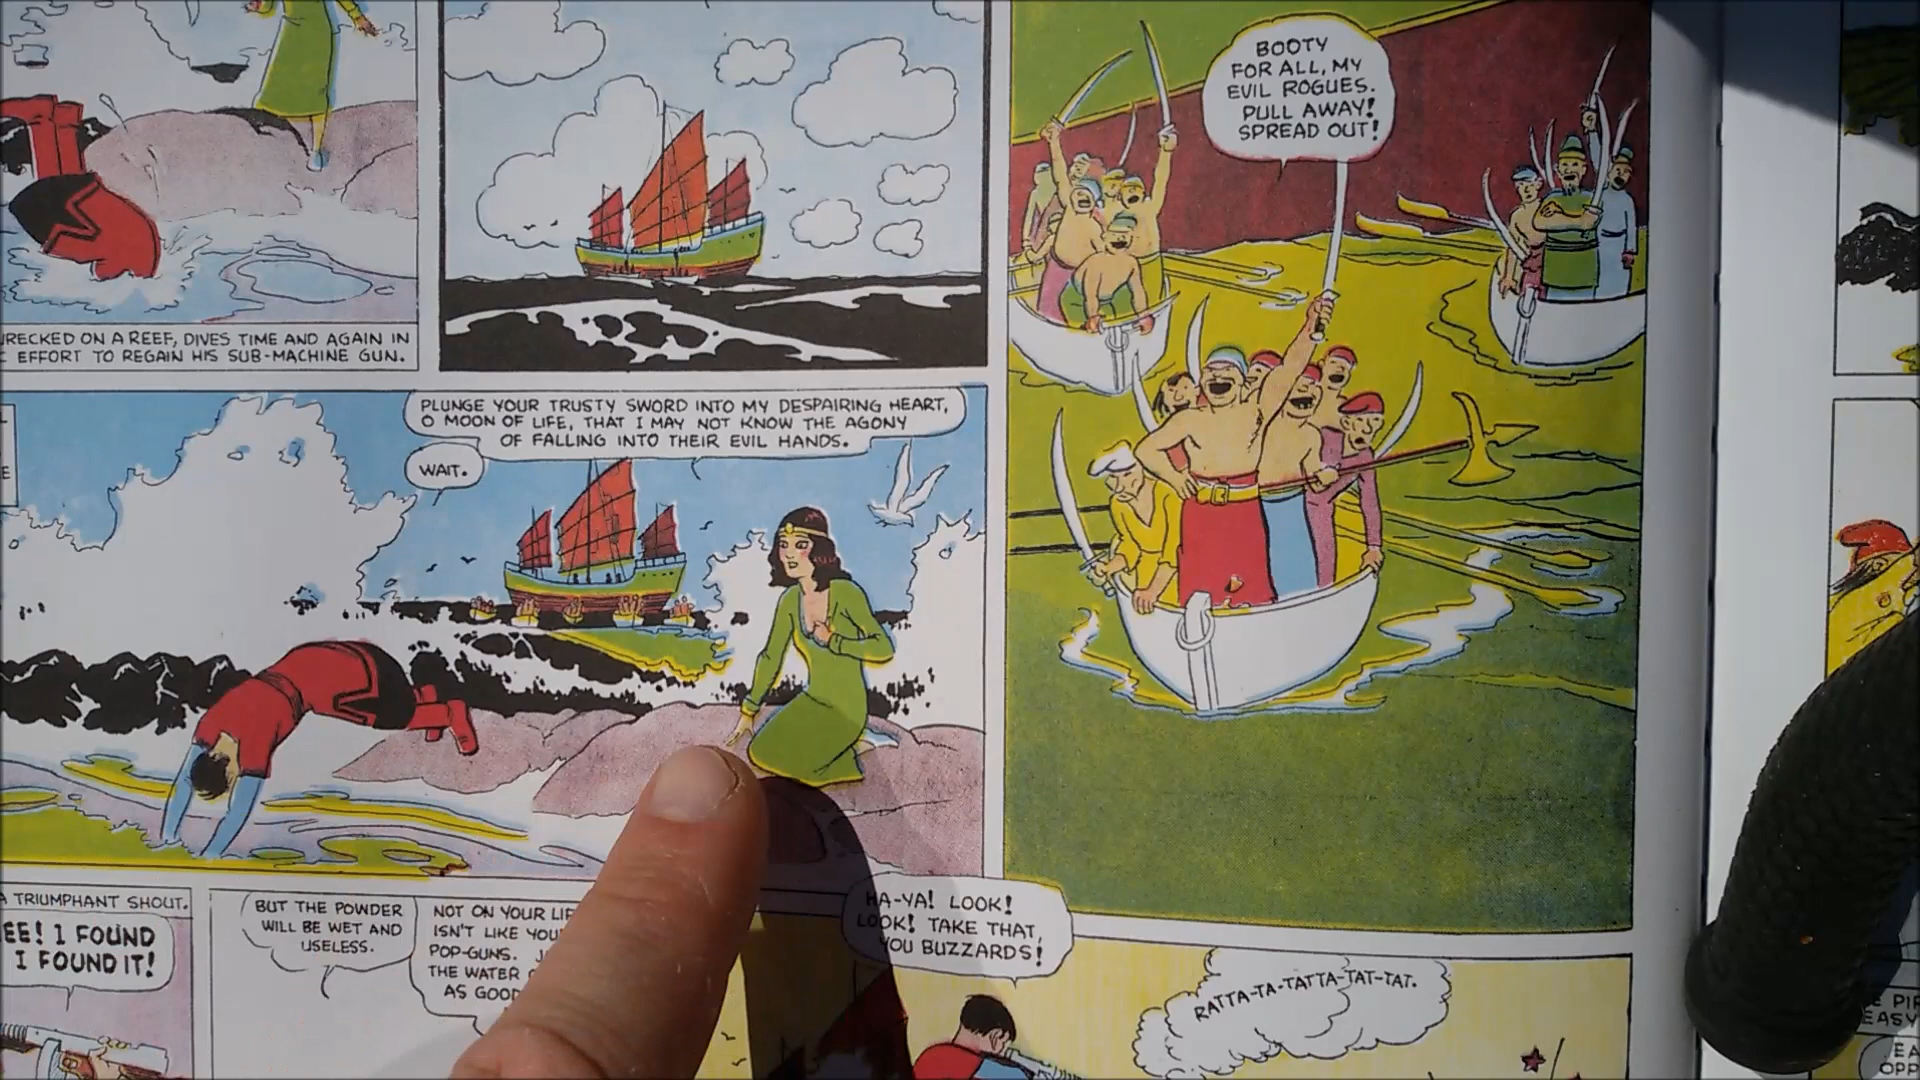 WRECKED ON A REEF, DIVES TIME AND AGAIN IN
EFFORT TO REGAIN HIS SUB-MACHINE GUN.
BOOTY
FOR ALL, MY
EVIL ROGUES.
PULL AWAY!
SPREAD OUT!
PLUNGE YOUR TRUSTY SWORD INTO MY DESPAIRING HEART,
O MOON OF LIFE, THAT I MAY NOT KNOW THE AGONY
OF FALLING INTO THEIR EVIL HANDS.
WAIT.
A TRIUMPHANT SHOUT.
I FOUND
I FOUND IT!
BUT THE POWDER
WILL BE WET AND
USELESS.
NOT ON YOUR
ISN'T LIKE
POP-GUNS.
THE WATER
AS GOOD
HA-YA! LOOK!
LOOK! TAKE THAT,
YOU BUZZARDS!
RATTA-TA-TATTA-TAT-TAT.